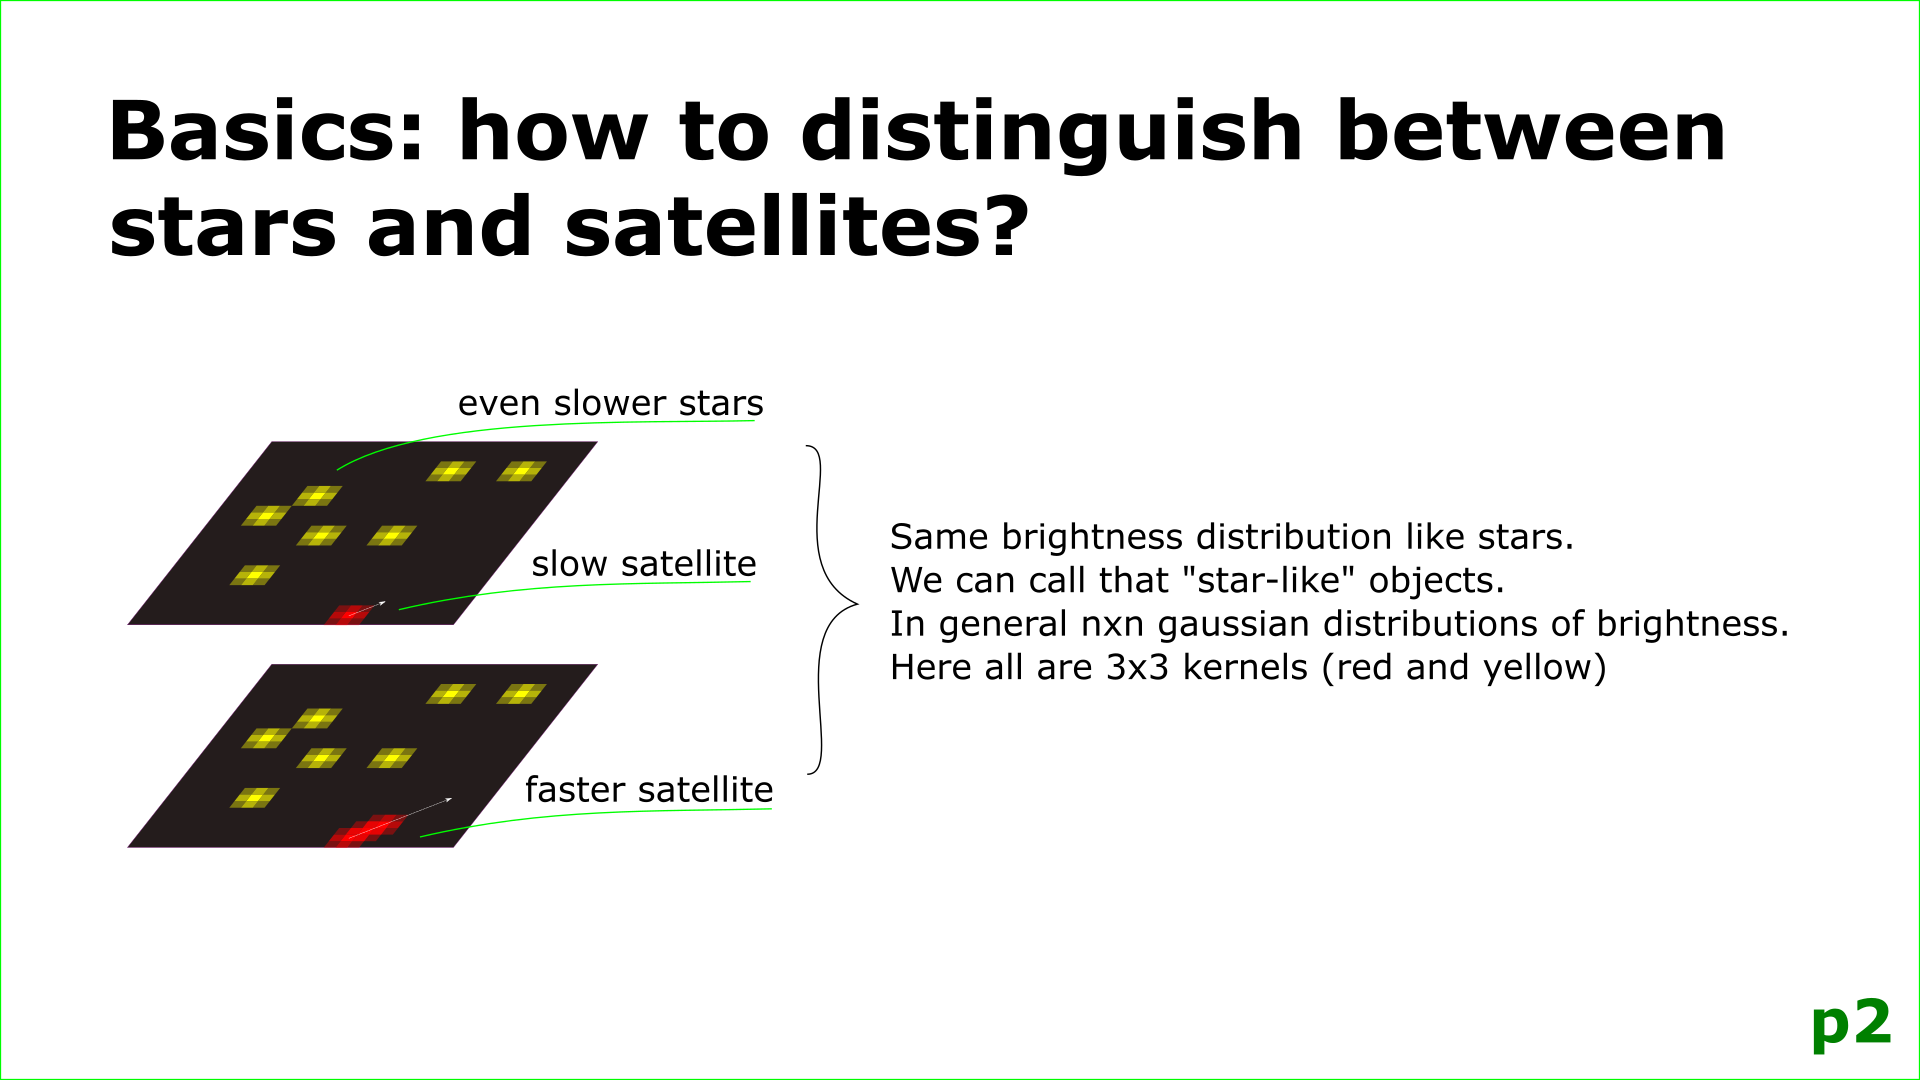 Basics: how to distinguish between
stars and satellites?
even slower stars
slow satellite
faster satellite
Same brightness distribution like stars.
We can call that "star-like" objects.
In general nxn gaussian distributions of brightness.
Here all are 3x3 kernels (red and yellow)
p2